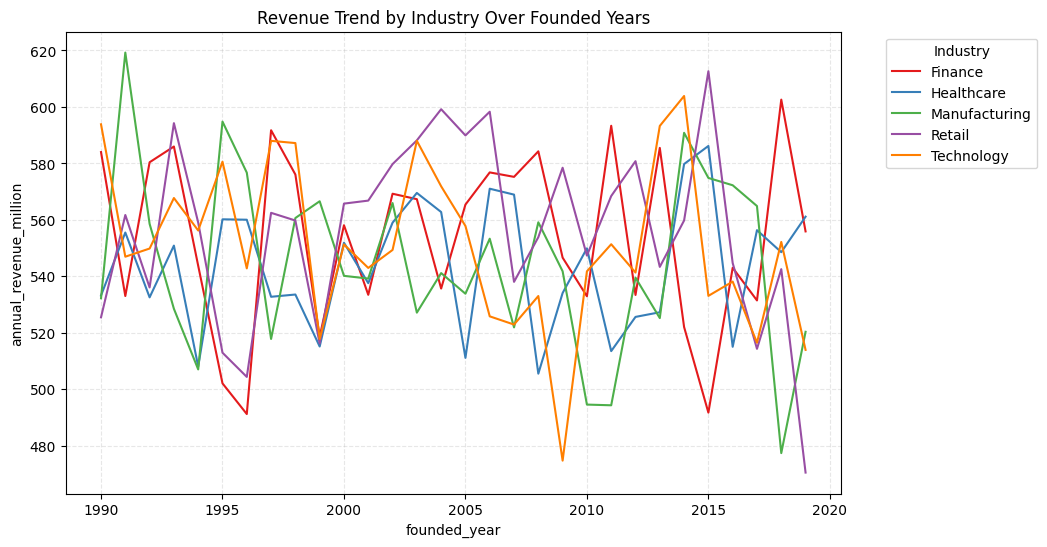 Revenue Trend by Industry Over Founded Years
annual_revenue_million
620
600
580
560
540
520
500
480
1990
1995
2000
2005
2010
2015
2020
founded_year
Industry
Finance
Healthcare
Manufacturing
Retail
Technology